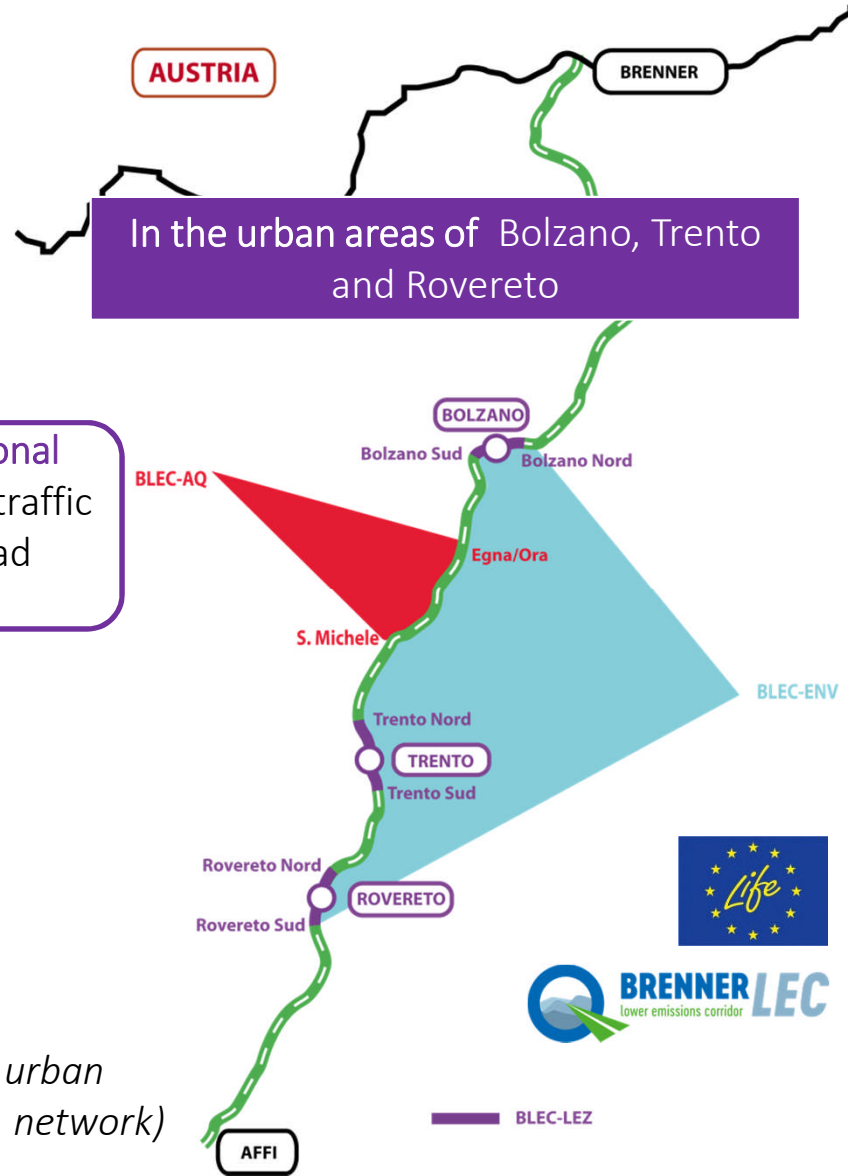 AUSTRIA
BRENNER
In the urban areas of Bolzano, Trento
and Rovereto
BOLZANO
Bolzano Sud
Bolzano Nord
onal
traffic
ad
BLEC-AQ
Egna/Ora
S. Michele
BLEC-ENV
Trento Nord
TRENTO
Trento Sud
Rovereto Nord
ROVERETO
Rovereto Sud
Life
BRENNER LEC
lower emissions corridor
urban
network)
BLEC-LEZ
AFFI